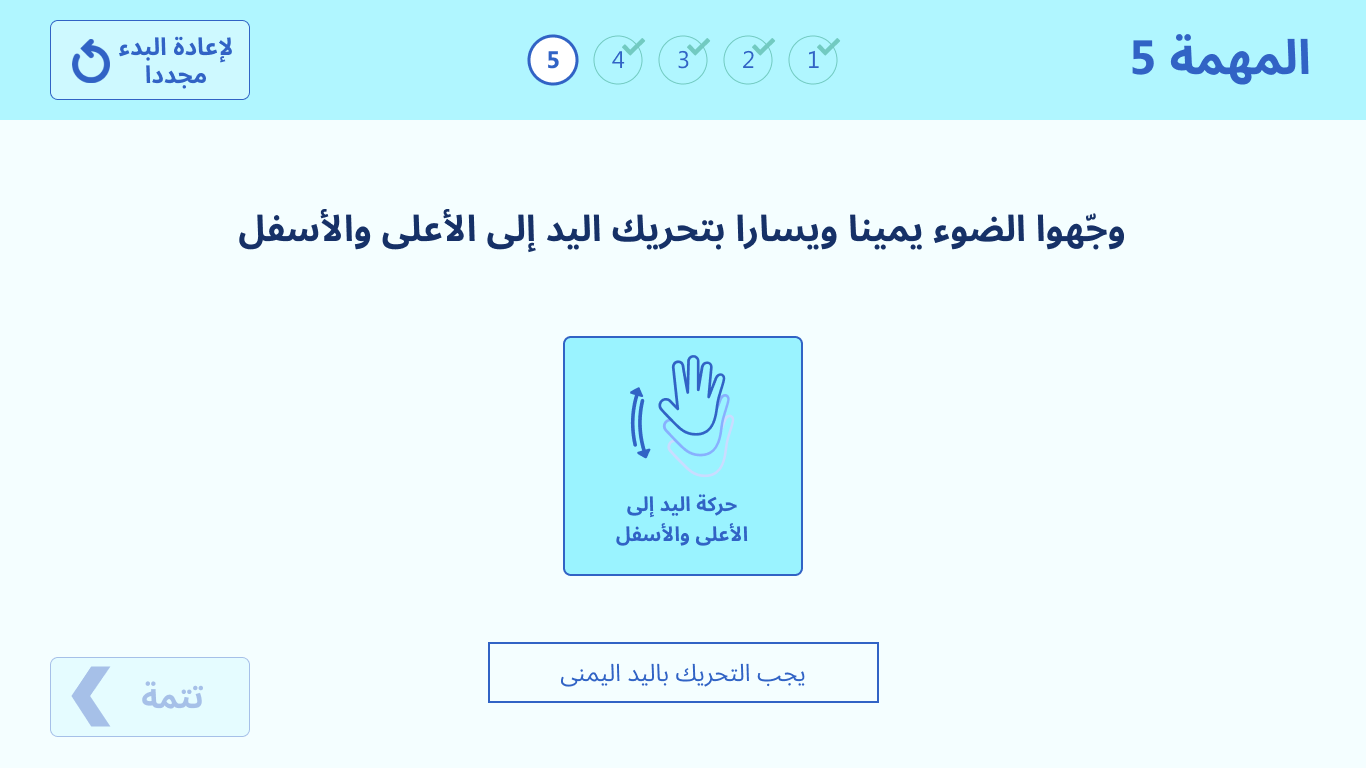 المهمة 5
1
2
3
4
5
لإعادة البدء
مجددا
وجّهوا الضوء يمينا ويسارا بتحريك اليد إلى الأعلى والأسفل
حركة اليد إلى
الأعلى والأسفل
يجب التحريك باليد اليمنى
تتمة